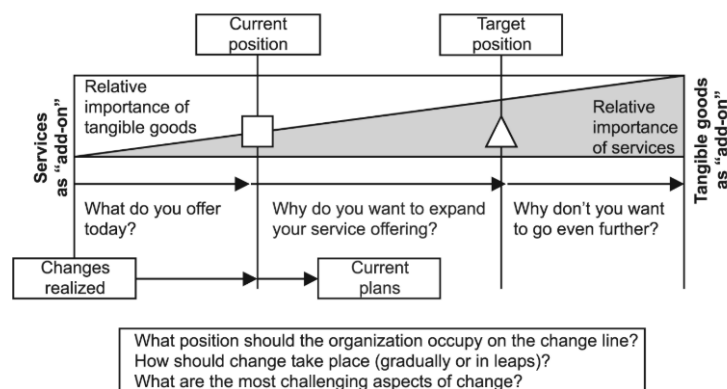 Current
position
Target
position
Services
as “add-on”
Relative
importance of
tangible goods
Relative
importance
of services
Tangible goods
as “add-on”
What do you offer
today?
Why do you want to expand
your service offering?
Why don’t you want
to go even further?
Changes
realized
Current
plans
What position should the organization occupy on the change line?
How should change take place (gradually or in leaps)?
What are the most challenging aspects of change?